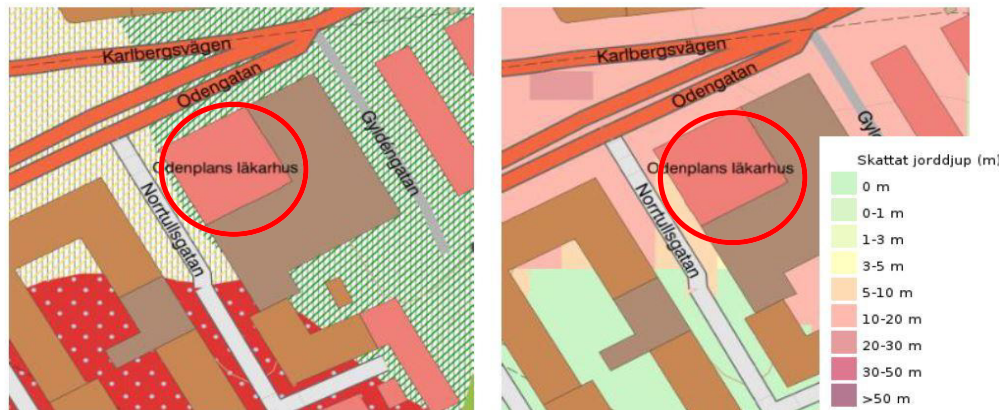 Karlbergsvägen
Odengatan
Gyldengatan
Odenplans läkarhus
Norrtullsgatan
Karlbergsvägen
Odengatan
Odenplans läkarhus
Norrtullsgatan
Skattat jorddjup (m)
0 m
0-1 m
1-3 m
3-5 m
5-10 m
10-20 m
20-30 m
30-50 m
>50 m